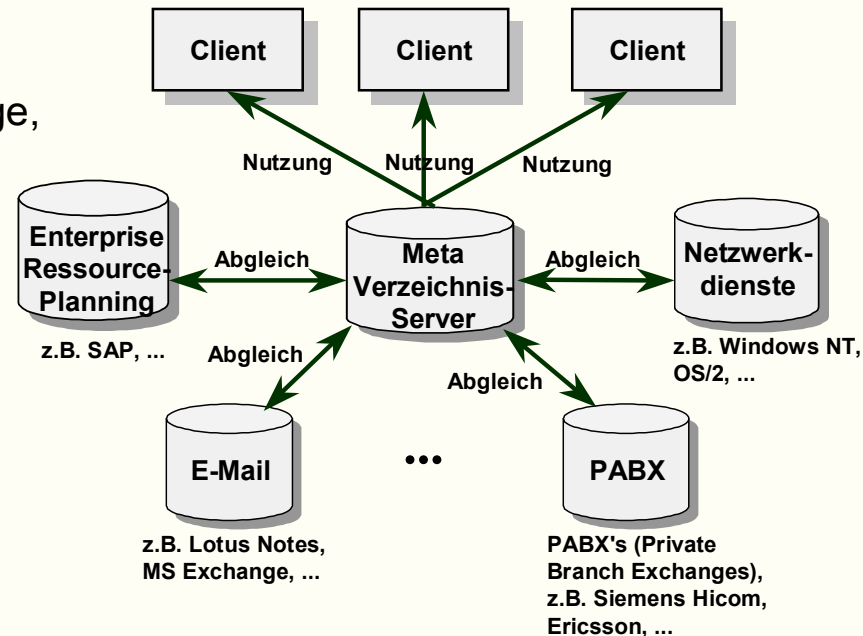 Client
Client
Client
ge,
Nutzung
Nutzung
Nutzung
Enterprise
Ressource-
Planning
Abgleich
Meta
Verzeichnis-
Server
Abgleich
Netzwerk-
dienste
z.B. SAP, ...
Abgleich
Abgleich
z.B. Windows NT,
OS/2, ...
E-Mail
...
PABX
z.B. Lotus Notes,
MS Exchange, ...
PABX's (Private
Branch Exchanges),
z.B. Siemens Hicom,
Ericsson, ...